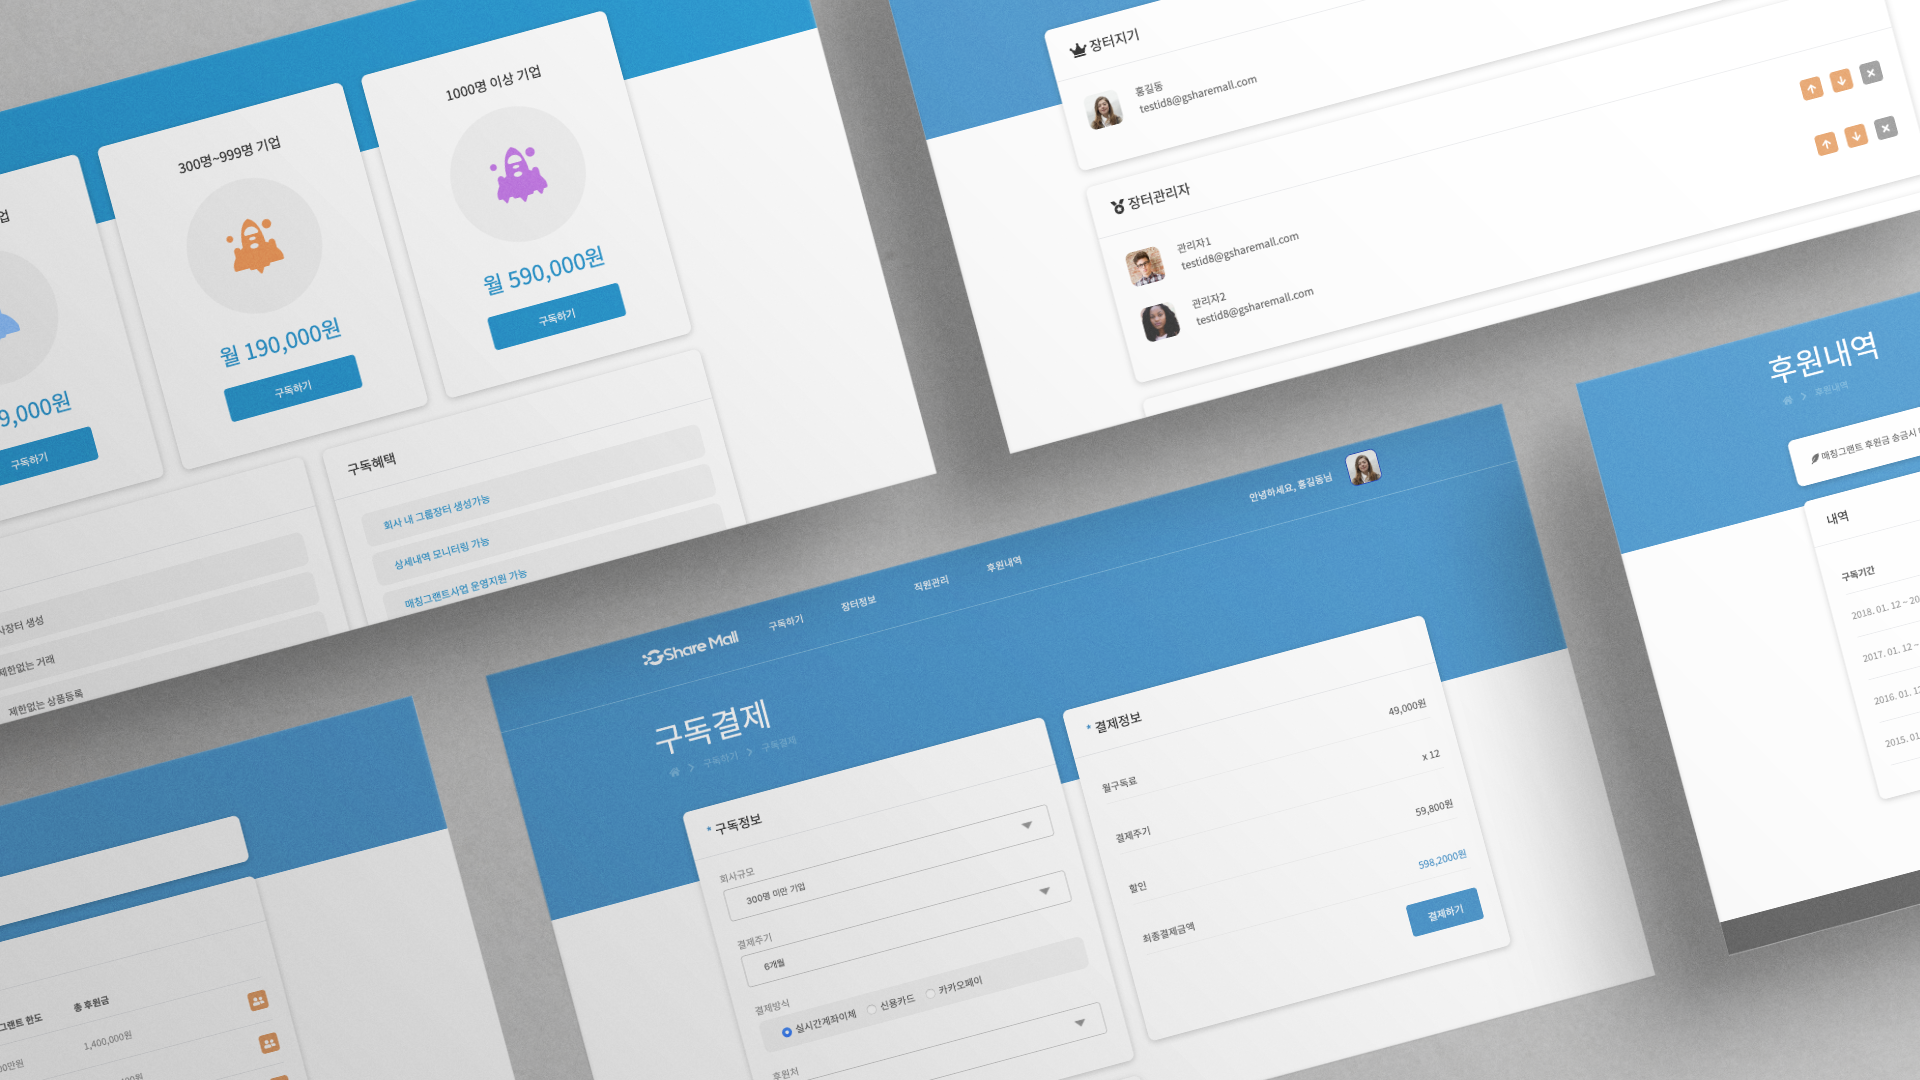 업
9,000원
구독하기
300명~999명 기업
월 190,000원
구독하기
1000명 이상 기업
월 590,000원
구독하기
장터 생성
제한없는 거래
제한없는 상품등록
구독혜택
회사 내 그룹장터 생성가능
상세내역 모니터링 가능
매칭그랜트사업 운영지원 가능
장터지기
홍길동
testid8@gsharemall.com
장터관리자
관리자1
testid8@gsharemall.com
관리자2
testid8@gsharemall.com
후원내역
후원내역
매칭그랜트 후원금 송금시
내역
구독기간
2018. 01. 12 ~ 20
2017. 01. 12 ~
2016. 01. 12
2015. 01
그랜트 한도
총 후원금
00만원
1,400,000원
00원
Share Mall
구독하기
장터정보
직원관리
후원내역
안녕하세요, 홍길동님
구독결제
구독하기
구독결제
* 구독정보
회사규모
300명 미만 기업
결제주기
6개월
결제방식
실시간계좌이체
신용카드
카카오페이
후원처
* 결제정보
월구독료
49,000원
결제주기
x 12
할인
59,800원
최종결제금액
598,2000원
결제하기